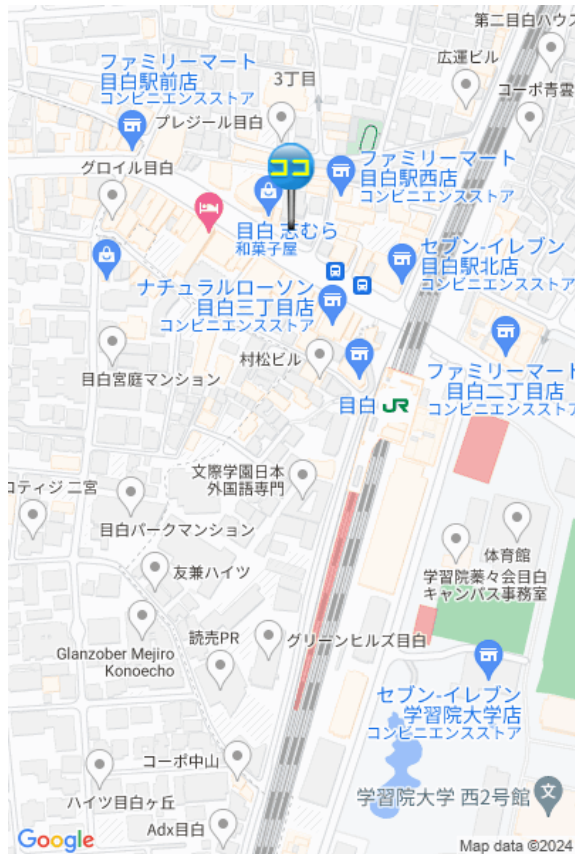 第二目白ハウス
広運ビル
ファミリーマート
目白駅前店
コンビニエンスストア
3丁目
コーポ青雲
プレジール目白
ココ
ファミリーマート
目白駅西店
コンビニエンスストア
グロイル目白
目白 志むら
和菓子屋
セブン-イレブン
目白駅北店
コンビニエンスストア
ナチュラルローソン
目白三丁目店
コンビニエンスストア
村松ビル
目白宮庭マンション
ファミリーマート
目白二丁目店
コンビニエンスストア
目白 JR
文際学園日本
外国語専門
コティジ 二宮
目白パークマンション
体育館
学習院蓁々会目白
キャンパス事務室
友兼ハイツ
読売PR
グリーンヒルズ目白
Glanzober Mejiro
Konoecho
セブン-イレブン
学習院大学店
コンビニエンスストア
コーポ中山
ハイツ目白ヶ丘
学習院大学 西2号館
Adx目白
Google
Map data ©2024